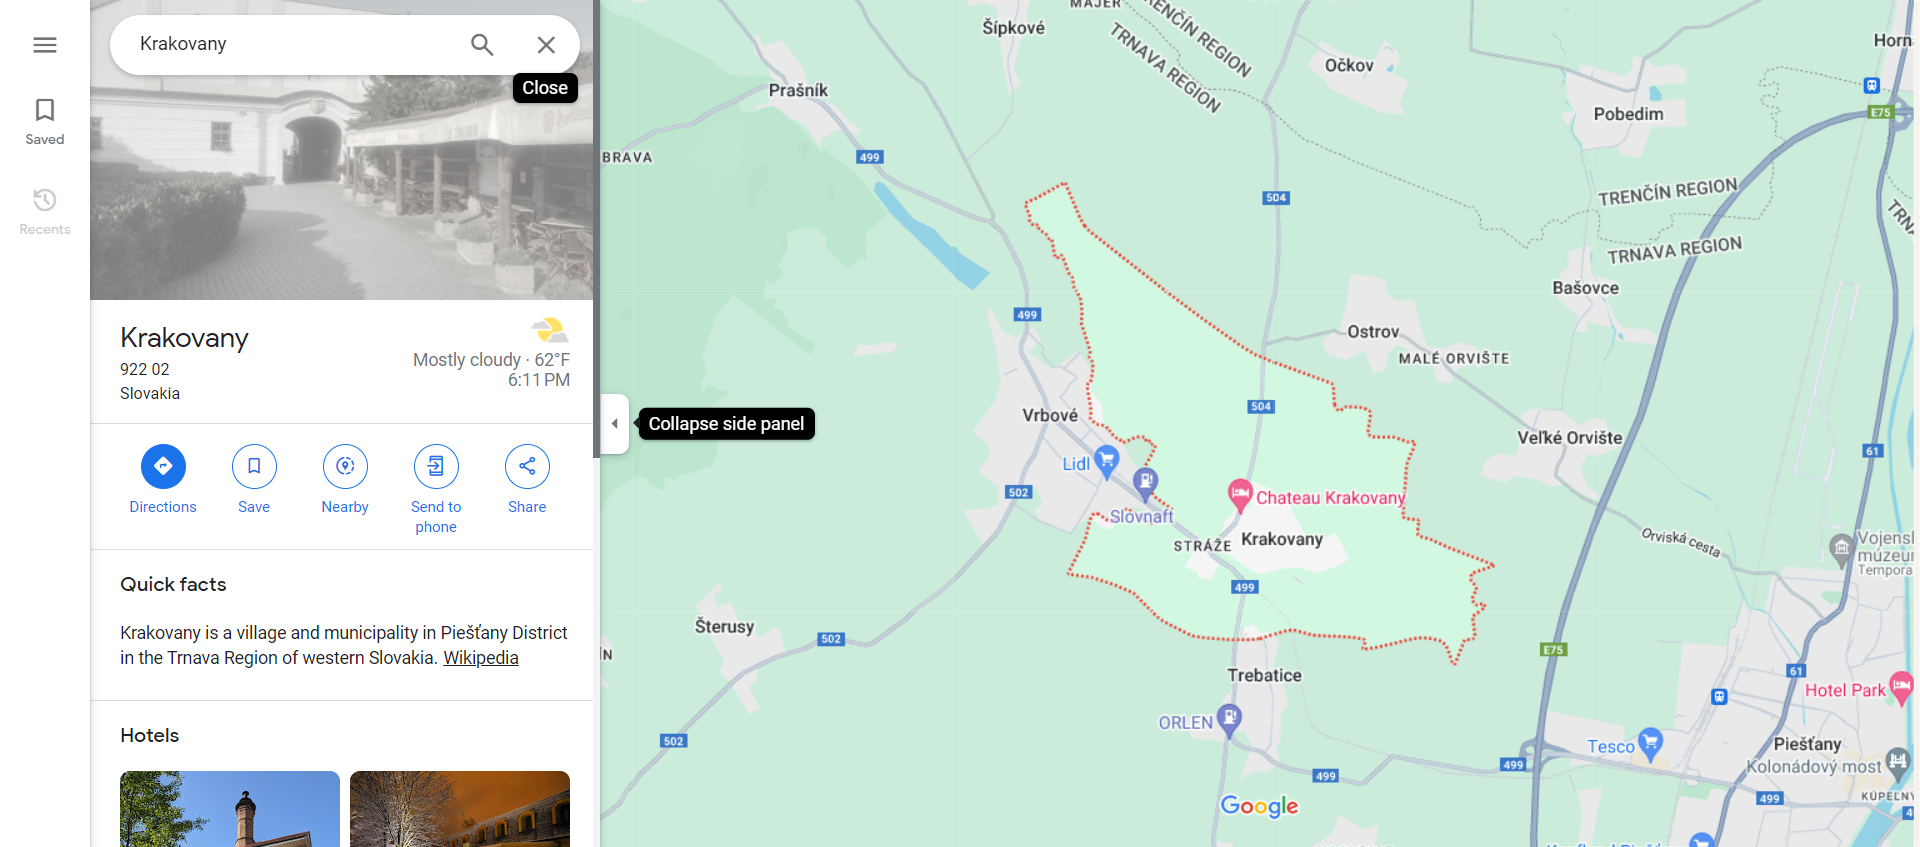 Krakovany
Close
Saved
Recents
Krakovany
922 02
Slovakia
Mostly cloudy · 62°F
6:11 PM
Directions
Save
Nearby
Send to
phone
Share
Quick facts
Krakovany is a village and municipality in Piešťany District
in the Trnava Region of western Slovakia. Wikipedia
Hotels
Collapse side panel
MAJER
Šípkové
TRENČÍN REGION
TRNAVA REGION
Očkov
Horn
Prašník
Pobedim
E75
BRAVA
499
504
TRENČÍN REGION
TRNAVA REGION
TRNA
Bašovce
499
Ostrov
MALÉ ORVIŠTE
504
Vrbové
Veľké Orvište
61
Lidl
502
Slovnaft
Chateau Krakovany
STRÁŽE
Krakovany
Orviská cesta
Vojensl
múzeu
Tempora
499
Šterusy
502
ÍN
E75
Trebatice
61
Hotel Park
ORLEN
502
Tesco
Piešťany
Kolonádový most
499
499
499
KÚPEĽNÝ
4
Google